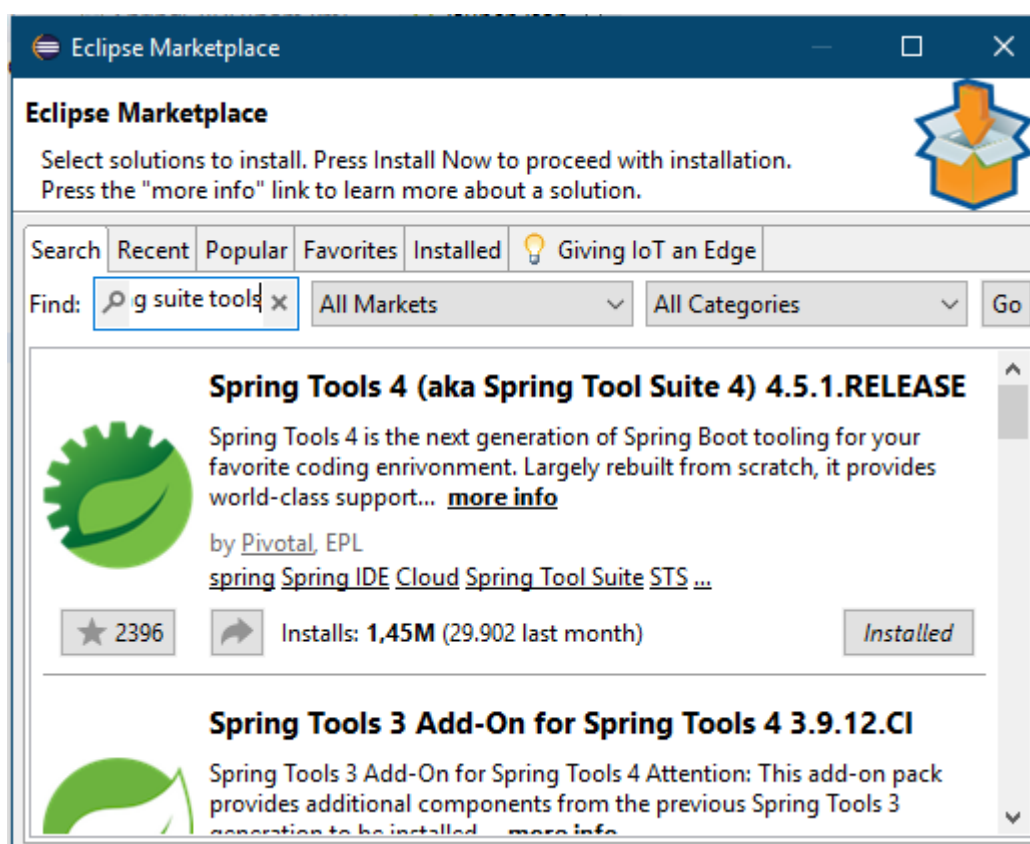 Eclipse Marketplace
Eclipse Marketplace
Select solutions to install. Press Install Now to proceed with installation.
Press the "more info" link to learn more about a solution.
Search Recent Popular Favorites Installed Giving IoT an Edge
Find: g suite tools All Markets All Categories Go
Spring Tools 4 (aka Spring Tool Suite 4) 4.5.1.RELEASE
Spring Tools 4 is the next generation of Spring Boot tooling for your
favorite coding enrivonment. Largely rebuilt from scratch, it provides
world-class support... more info
by Pivotal, EPL
spring Spring IDE Cloud Spring Tool Suite STS ...
2396 Installs: 1,45M (29.902 last month) Installed
Spring Tools 3 Add-On for Spring Tools 4 3.9.12.CI
Spring Tools 3 Add-On for Spring Tools 4 Attention: This add-on pack
provides additional components from the previous Spring Tools 3
generation to be installed... more info